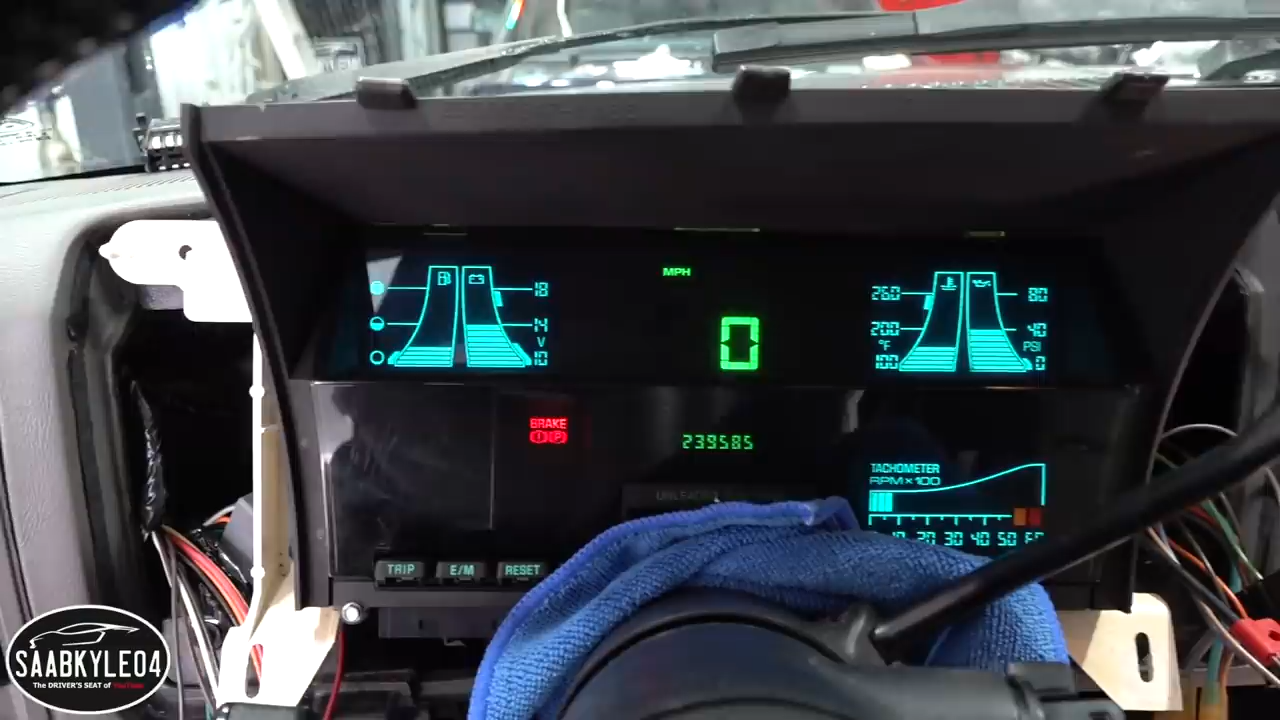 MPH
18
14
V
10
0
260
200
°F
100
80
40
PSI
0
BRAKE
(!) (P)
239585
TACHOMETER
RPM×100
10 20 30 40 50
TRIP E/M RESET
SAABKYLE04
The DRIVER'S SEAT of YouTube